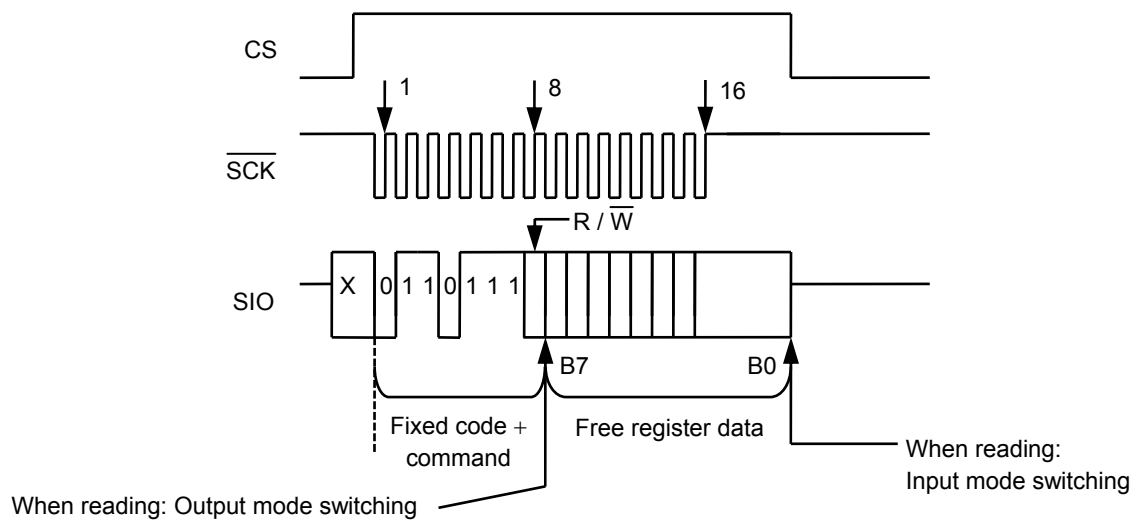 CS
1
8
16
SCK
R / W
SIO
X 0 1 1 0 1 1 1
B7
B0
Fixed code +
command
Free register data
When reading:
Input mode switching
When reading: Output mode switching